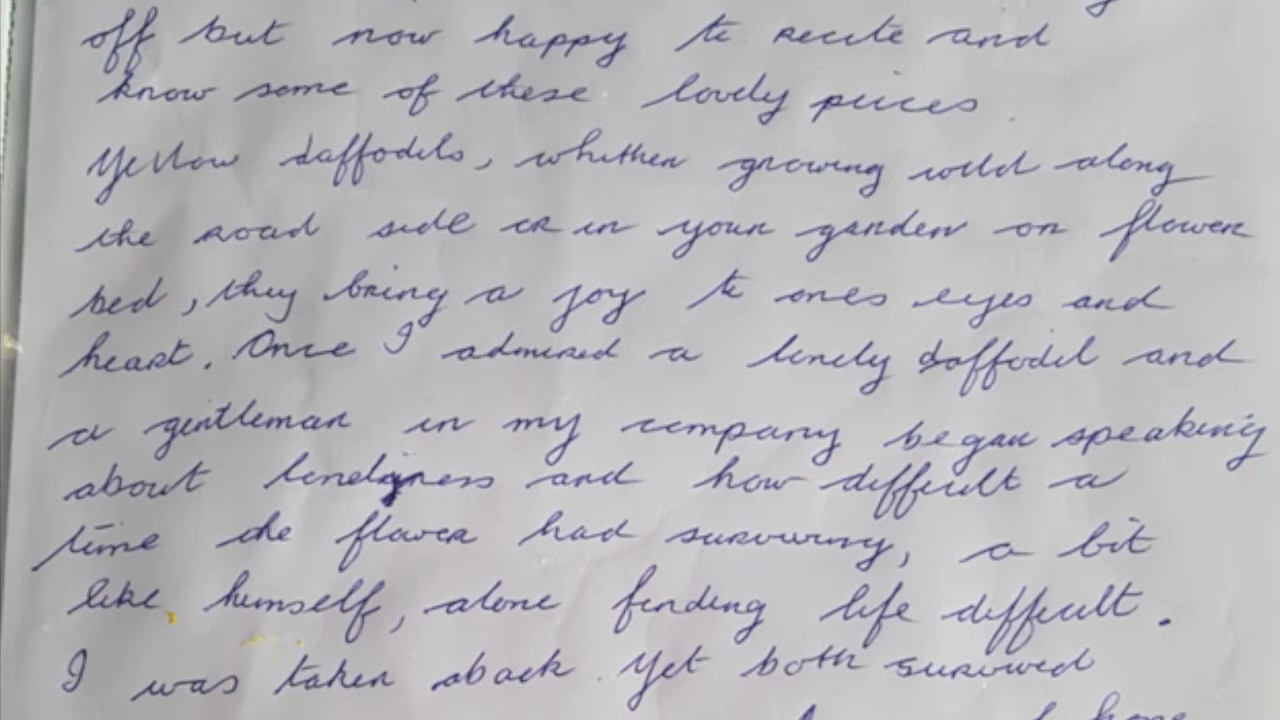 off but now happy to recite and
know some of these lovely pieces
Yellow daffodils, whether growing wild along
the road side or in your garden or flower
bed, they bring a joy to ones eyes and
heart. Once I admired a lonely daffodil and
a gentleman in my company began speaking
about loneliness and how difficult a
time the flower had surviving, a bit
like himself, alone finding life difficult.
I was taken aback. Yet both survived